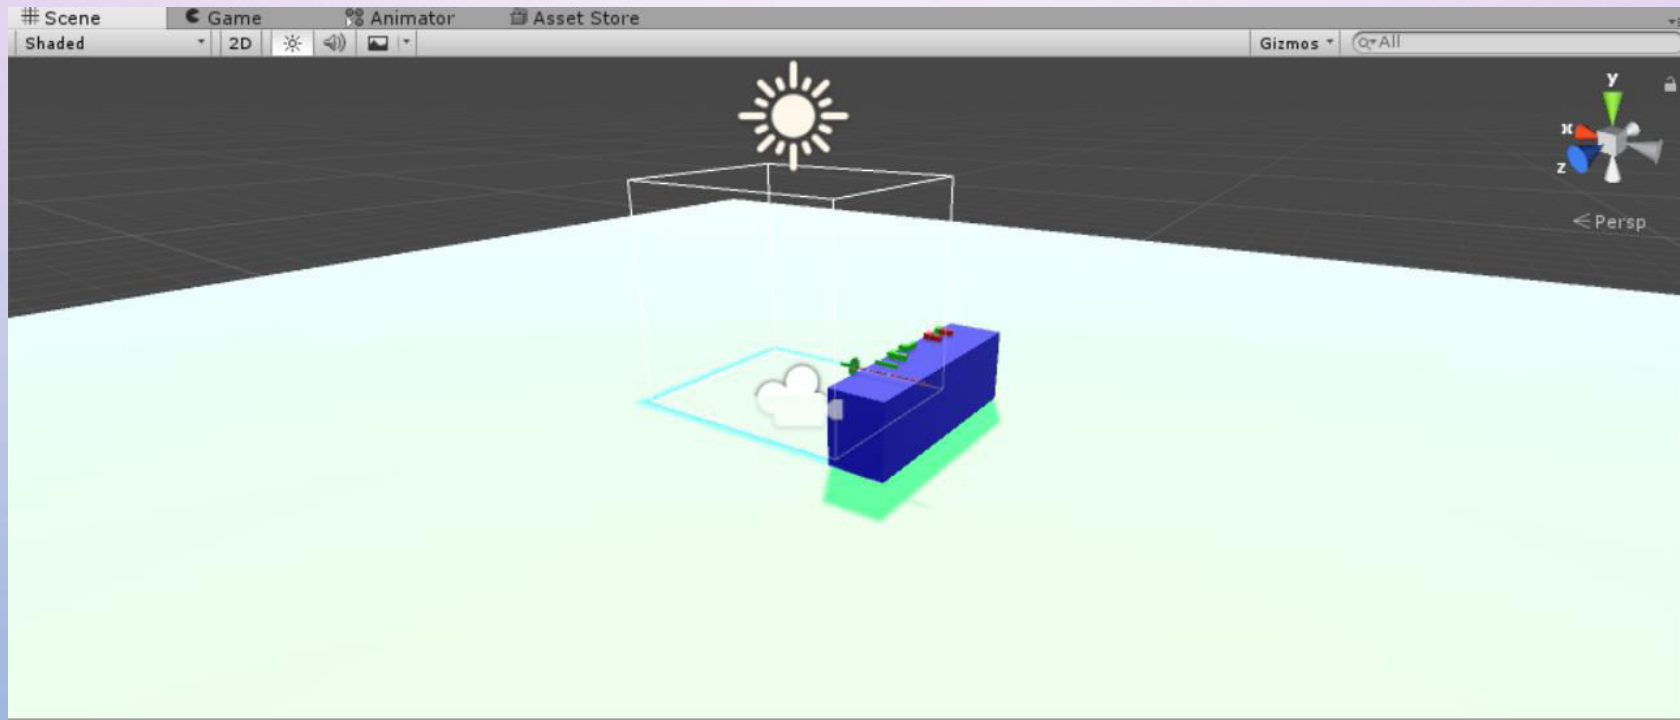 Scene Game Animator Asset Store
Shaded 2D Gizmos All
y
x
z
Persp